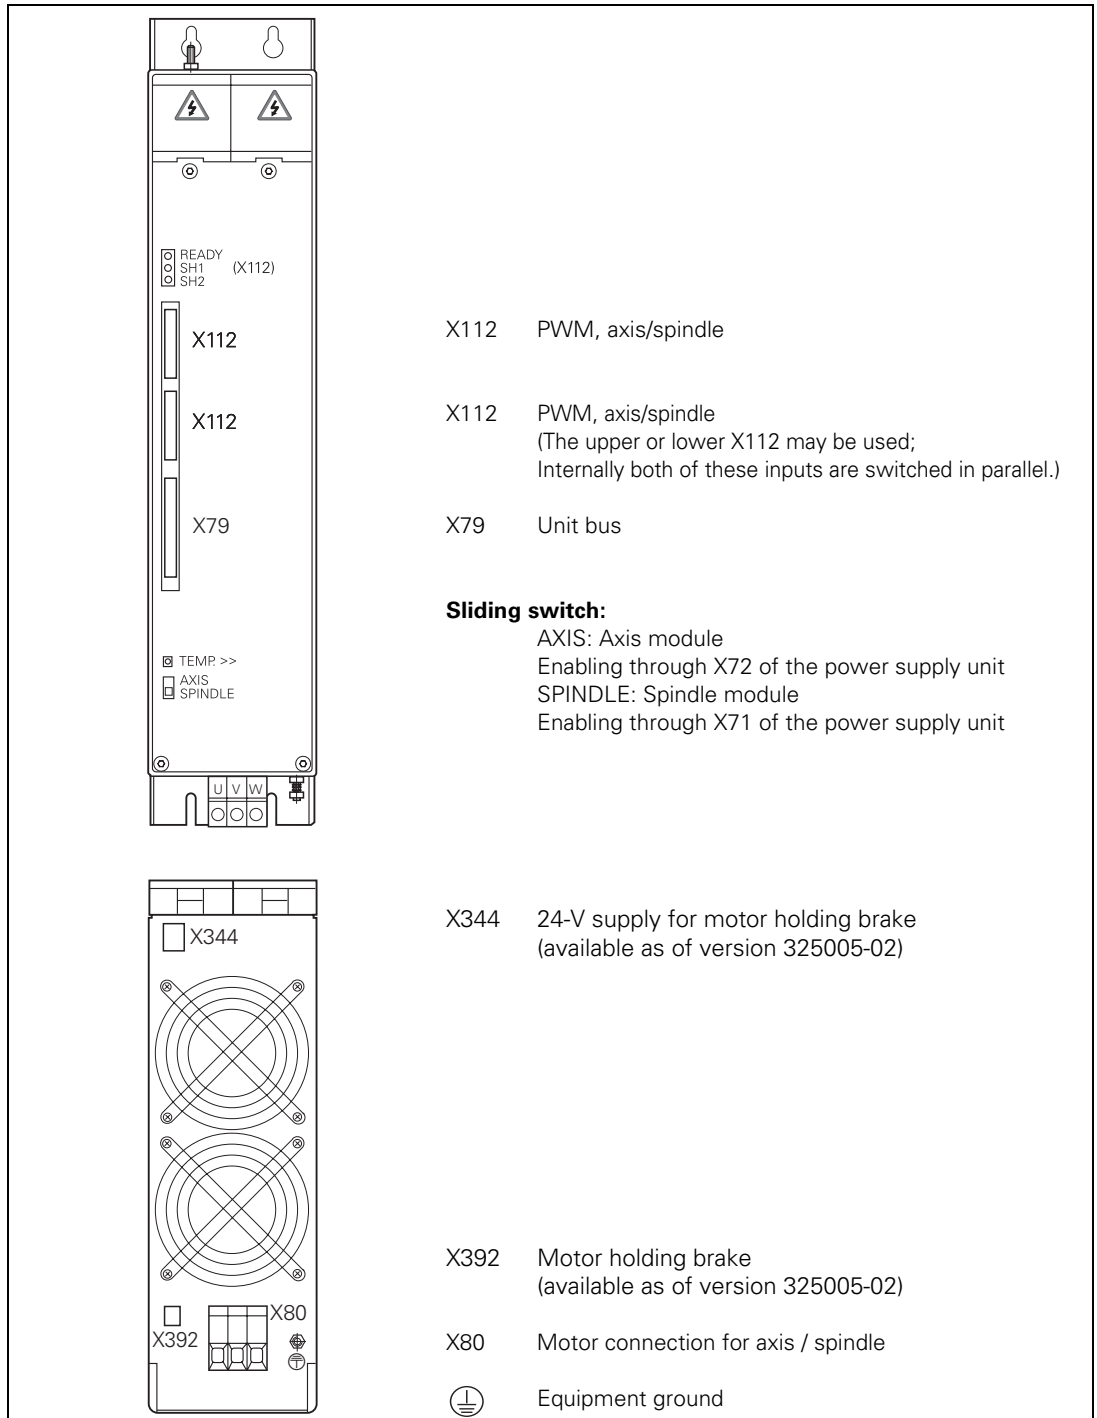 READY
SH1 (X112)
SH2
X112
X112
X79
TEMP. >>
AXIS
SPINDLE
U V W
X112 PWM, axis/spindle
X112 PWM, axis/spindle
(The upper or lower X112 may be used;
Internally both of these inputs are switched in parallel.)
X79 Unit bus
Sliding switch:
AXIS: Axis module
Enabling through X72 of the power supply unit
SPINDLE: Spindle module
Enabling through X71 of the power supply unit
X344
X80
X392
X344 24-V supply for motor holding brake
(available as of version 325005-02)
X392 Motor holding brake
(available as of version 325005-02)
X80 Motor connection for axis / spindle
Equipment ground